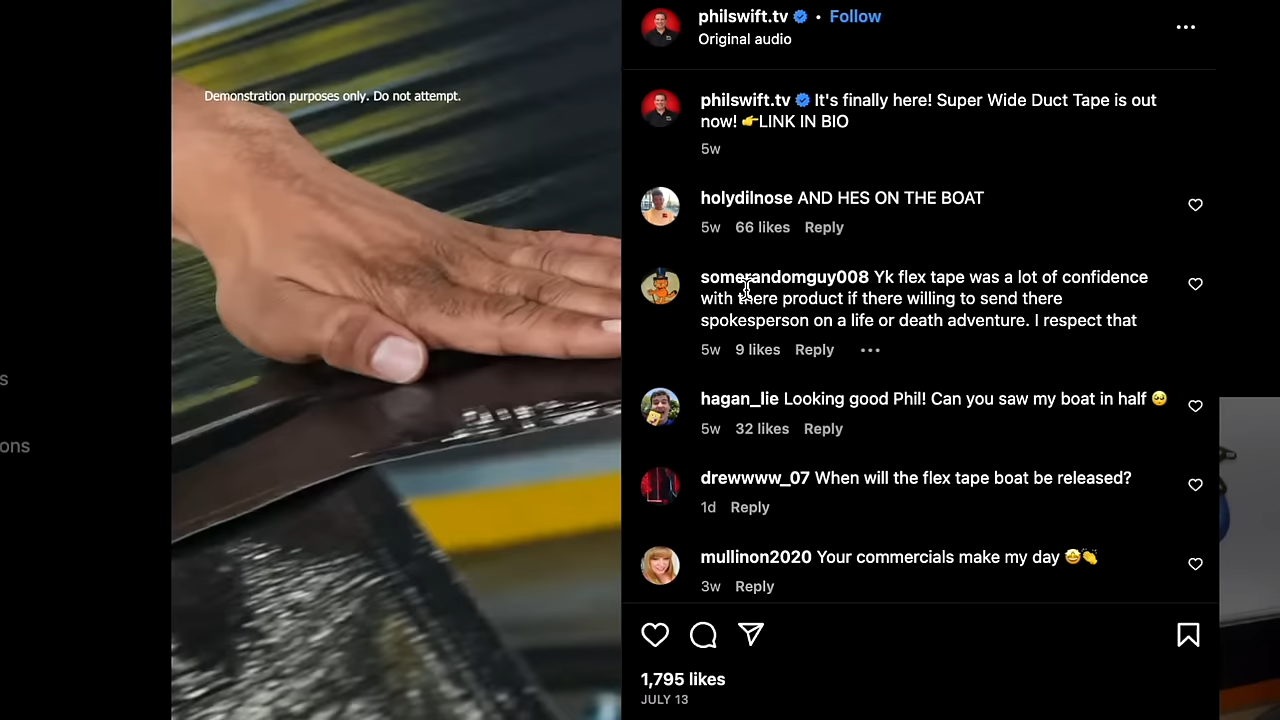 philswift.tv • Follow
Original audio
Demonstration purposes only. Do not attempt.
philswift.tv It's finally here! Super Wide Duct Tape is out
now! 👉LINK IN BIO
5w
holydilnose AND HES ON THE BOAT
5w 66 likes Reply
somerandomguy008 Yk flex tape was a lot of confidence
with there product if there willing to send there
spokesperson on a life or death adventure. I respect that
5w 9 likes Reply
s
hagan_lie Looking good Phil! Can you saw my boat in half 🥹
5w 32 likes Reply
ons
drewwww_07 When will the flex tape boat be released?
1d Reply
mullinon2020 Your commercials make my day 🤩👏
3w Reply
1,795 likes
JULY 13